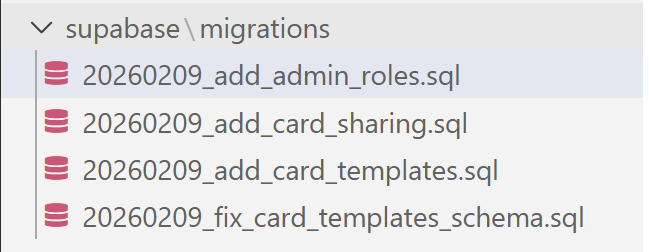 supabase\migrations
20260209_add_admin_roles.sql
20260209_add_card_sharing.sql
20260209_add_card_templates.sql
20260209_fix_card_templates_schema.sql